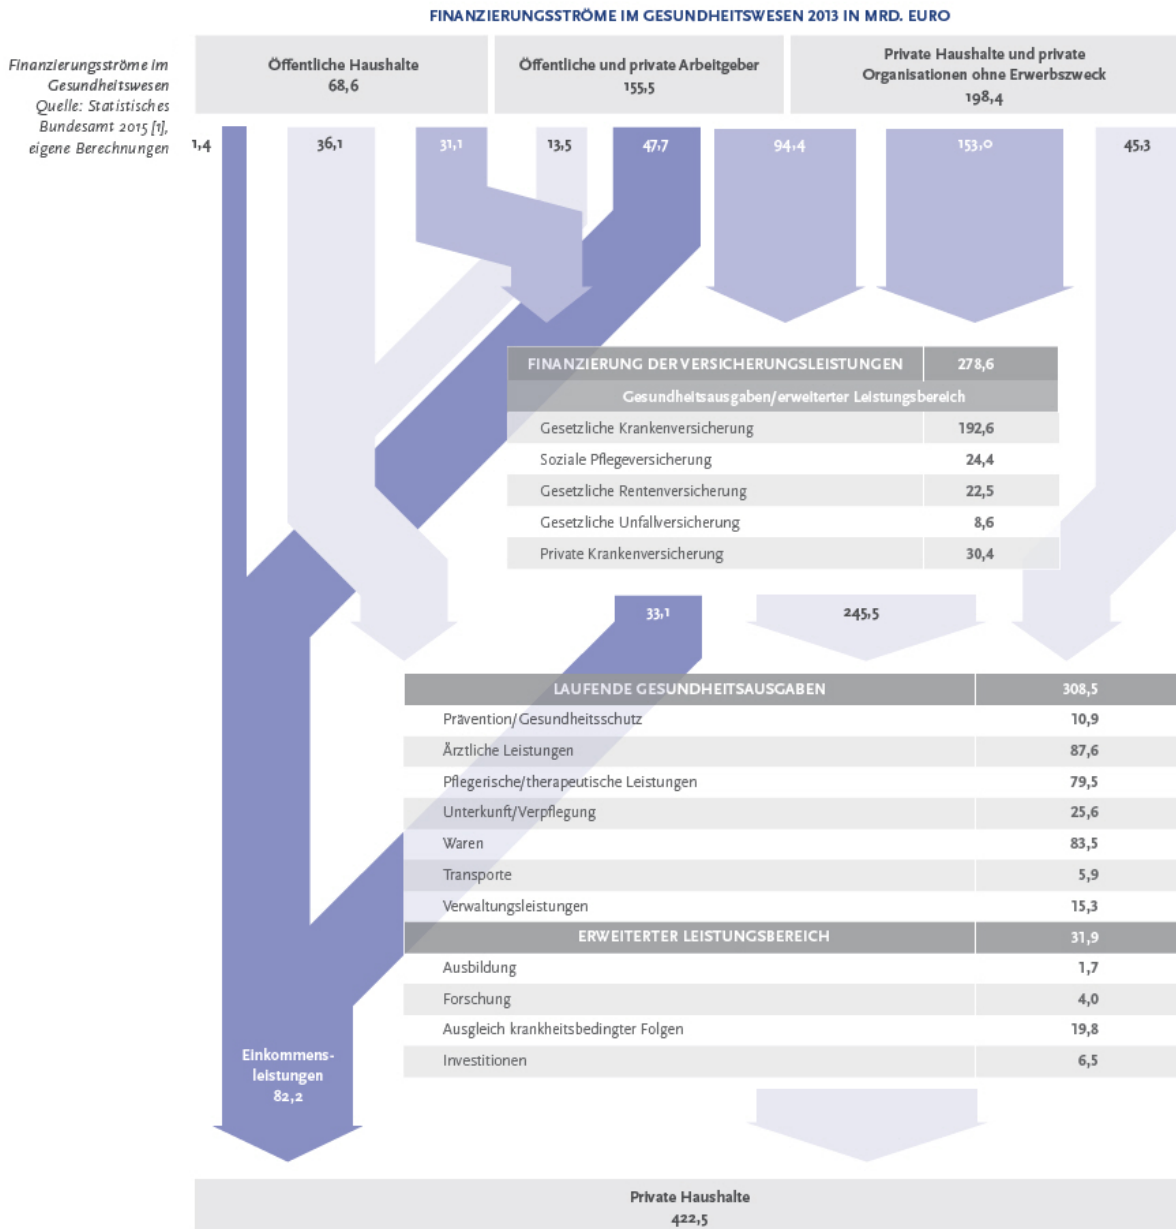 FINANZIERUNGSSTRÖME IM GESUNDHEITSWESEN 2013 IN MRD. EURO
Finanzierungsströme im
Gesundheitswesen
Quelle: Statistisches
Bundesamt 2015 [1],
eigene Berechnungen
Öffentliche Haushalte
68,6
Öffentliche und private Arbeitgeber
155,5
Private Haushalte und private
Organisationen ohne Erwerbszweck
198,4
1,4 36,1 31,1 13,5 47,7 94,4 153,0 45,3
FINANZIERUNG DER VERSICHERUNGSLEISTUNGEN 278,6
Gesundheitsausgaben/erweiterter Leistungsbereich
Gesetzliche Krankenversicherung 192,6
Soziale Pflegeversicherung 24,4
Gesetzliche Rentenversicherung 22,5
Gesetzliche Unfallversicherung 8,6
Private Krankenversicherung 30,4
33,1 245,5
LAUFENDE GESUNDHEITSAUSGABEN 308,5
Prävention/Gesundheitsschutz 10,9
Ärztliche Leistungen 87,6
Pflegerische/therapeutische Leistungen 79,5
Unterkunft/Verpflegung 25,6
Waren 83,5
Transporte 5,9
Verwaltungsleistungen 15,3
ERWEITERTER LEISTUNGSBEREICH 31,9
Ausbildung 1,7
Forschung 4,0
Ausgleich krankheitsbedingter Folgen 19,8
Investitionen 6,5
Einkommens-
leistungen
82,2
Private Haushalte
422,5